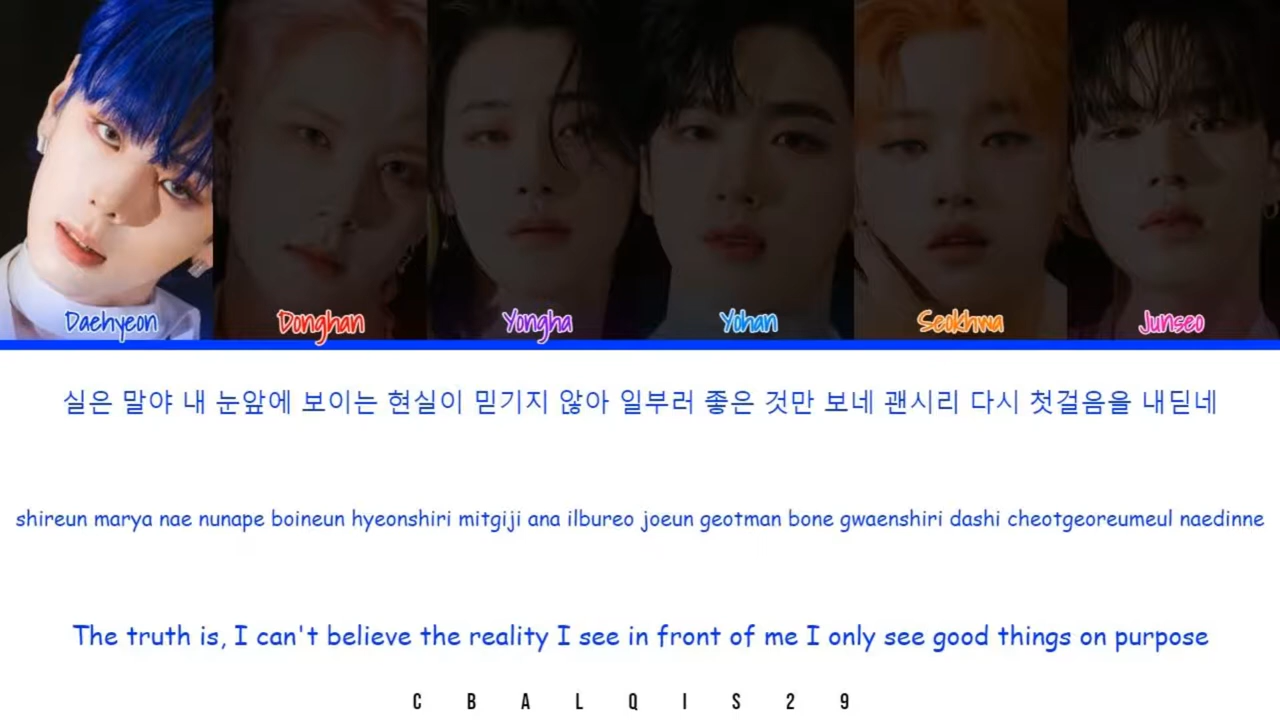 Daehyeon Donghan Yongha Yohan Seokhwa Junseo
실은 말야 내 눈앞에 보이는 현실이 믿기지 않아 일부러 좋은 것만 보네 괜시리 다시 첫걸음을 내딛네
shireun marya nae nunape boineun hyeonshiri mitgiji ana ilbureo joeun geotman bone gwaenshiri dashi cheotgeoreumeul naedinne
The truth is, I can't believe the reality I see in front of me I only see good things on purpose
CBALQIS29